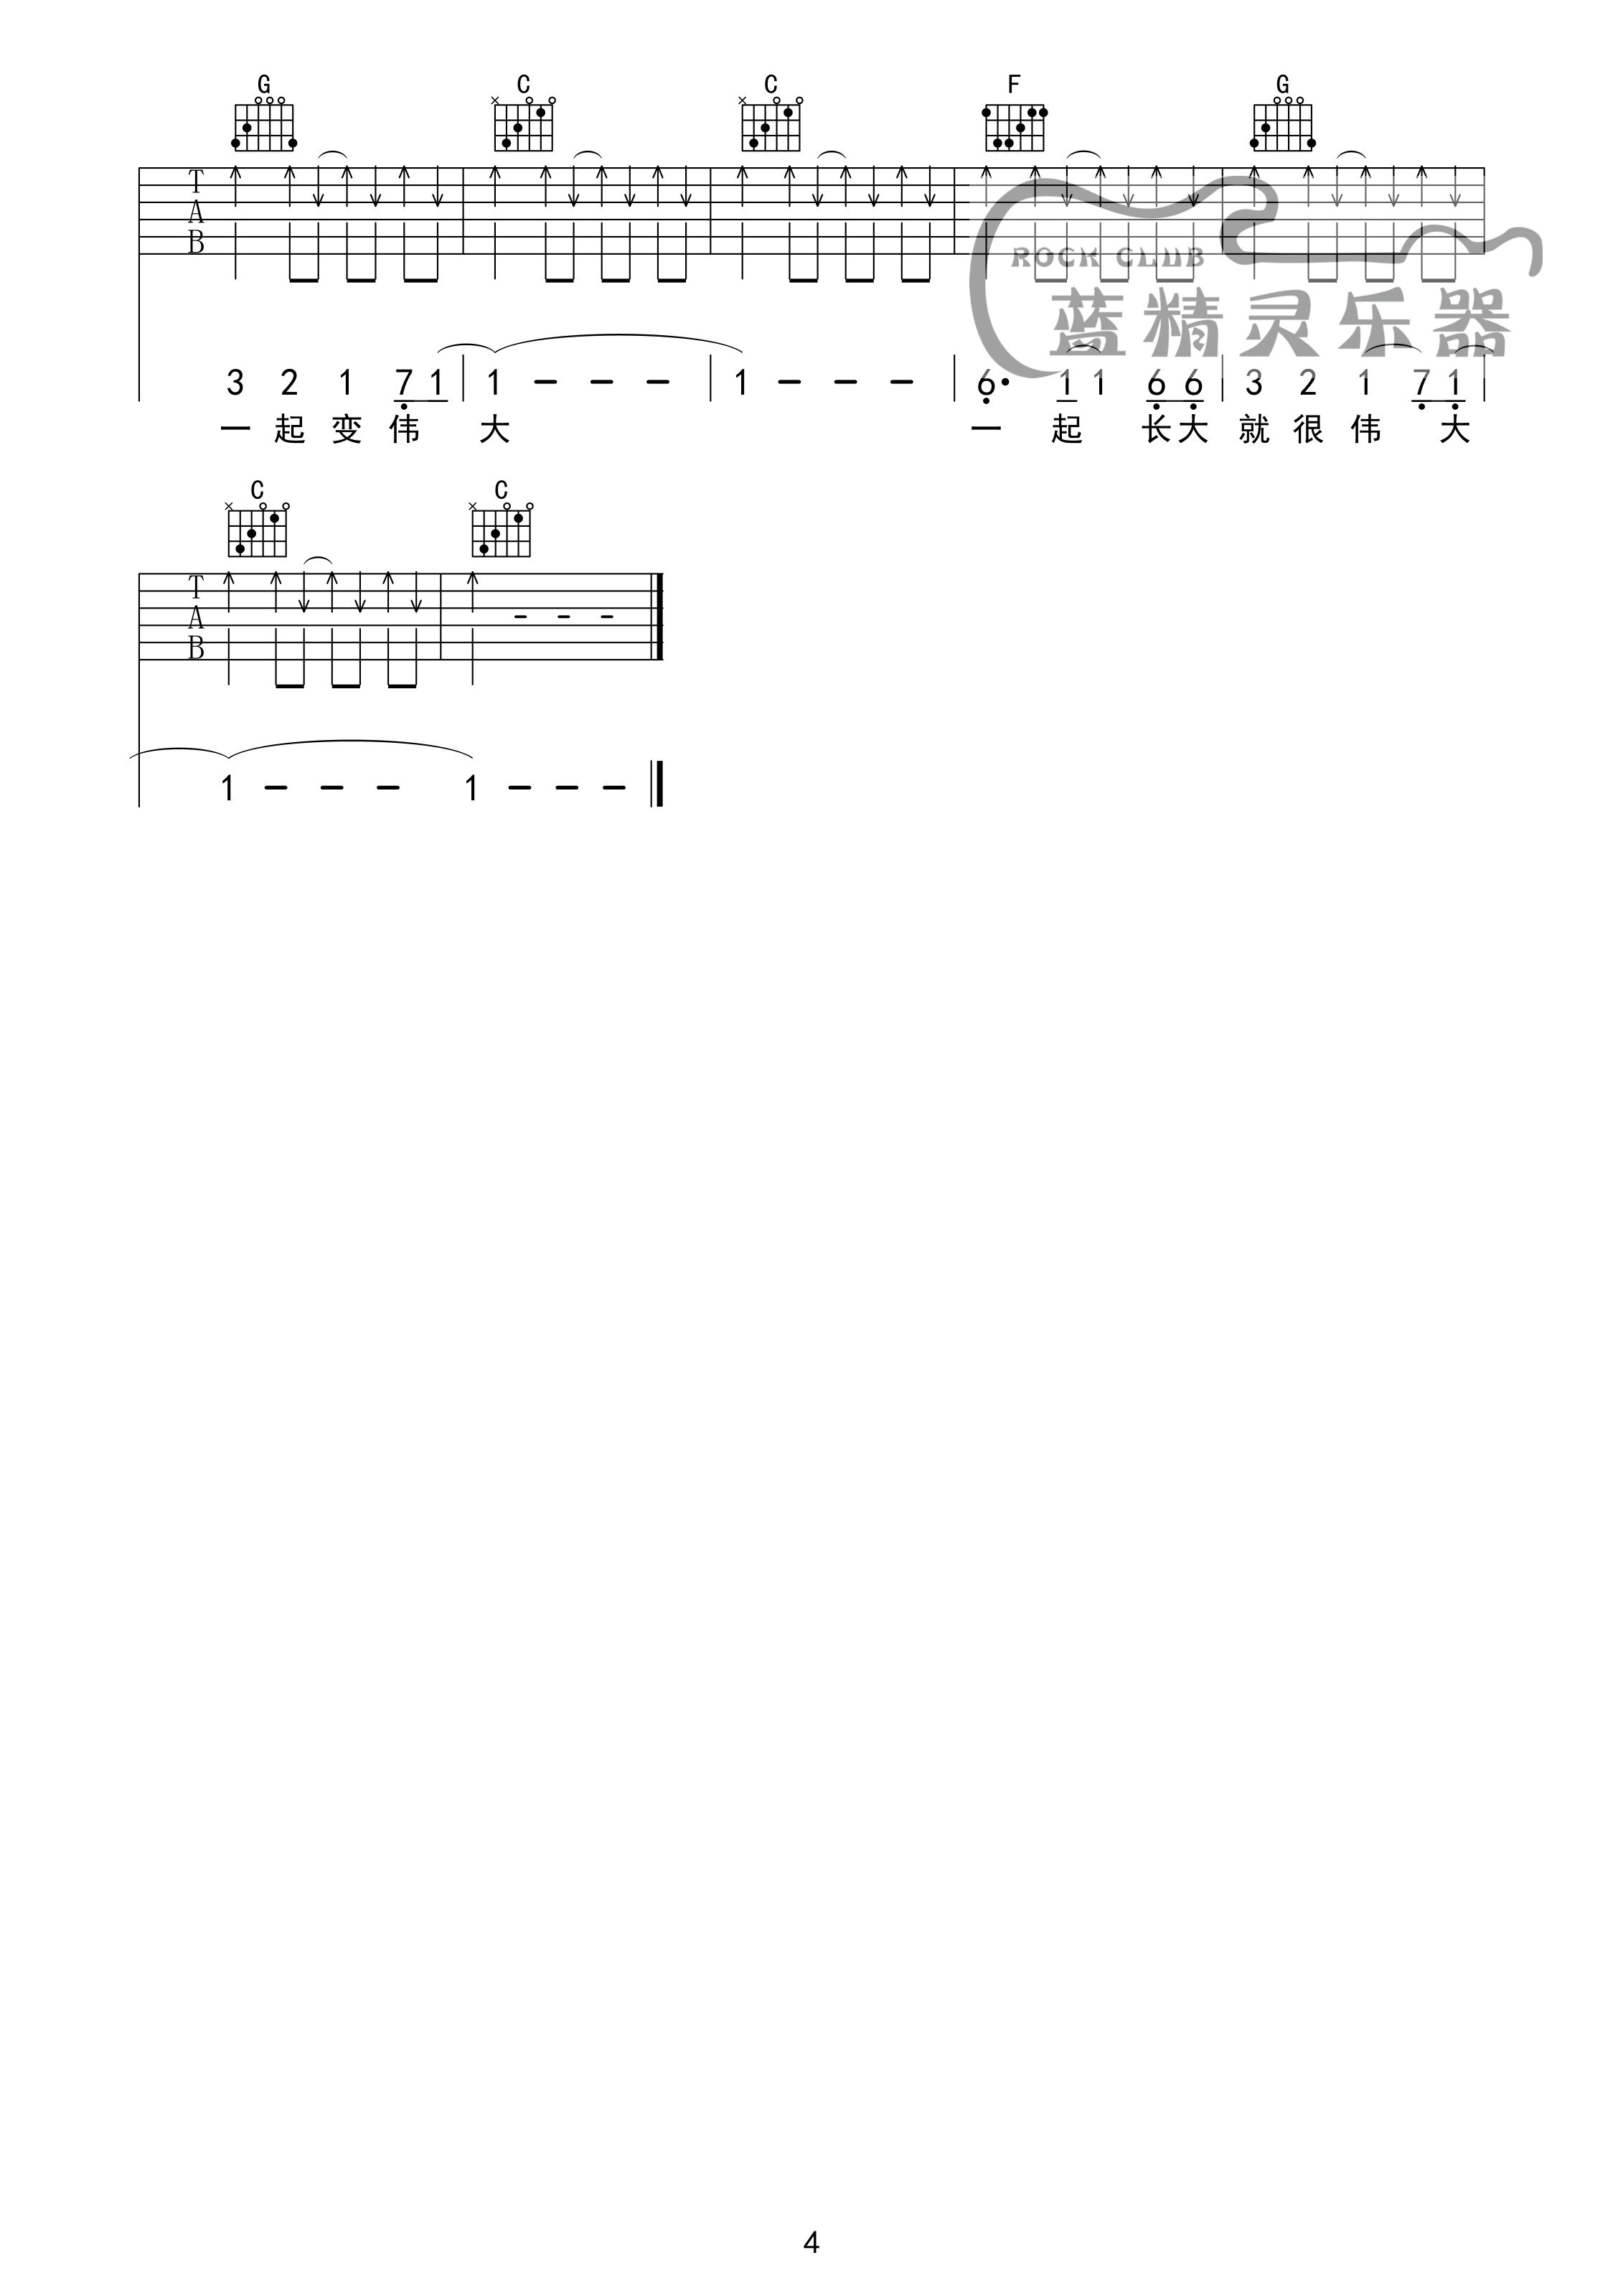 G C C F G
T
A
B
ROCK CLUB
蓝精灵乐器
3 2 1 7 1 1 - - - 1 - - - 6· 1 1 6 6 3 2 1 7 1
一 起 变 伟 大 一 起 长 大 就 很 伟 大
C C
T
A
B
- - -
1 - - - 1 - - -
4